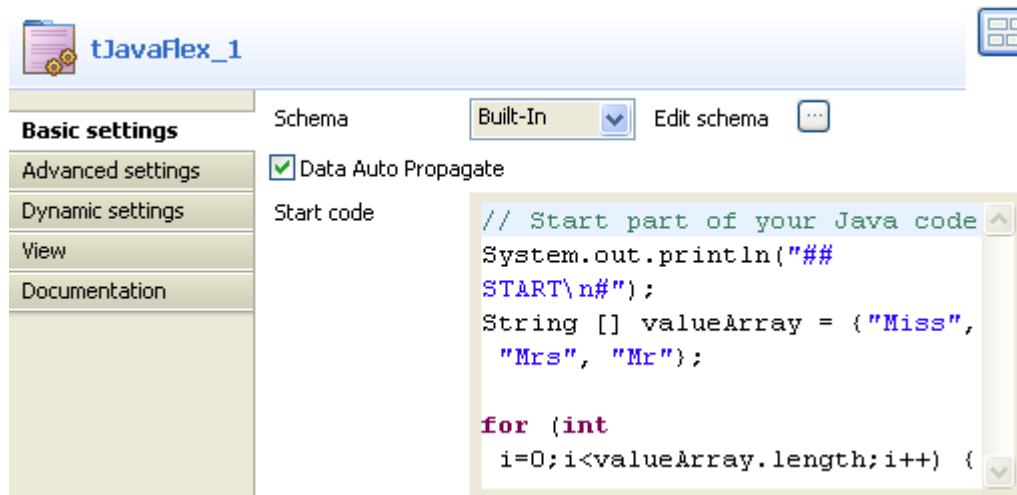 tJavaFlex_1
Basic settings
Advanced settings
Dynamic settings
View
Documentation
Schema
Built-In
Edit schema
...
Data Auto Propagate
Start code
// Start part of your Java code
System.out.println("##
START\n#");
String [] valueArray = {"Miss",
"Mrs", "Mr"};
for (int
i=0;i<valueArray.length;i++) {